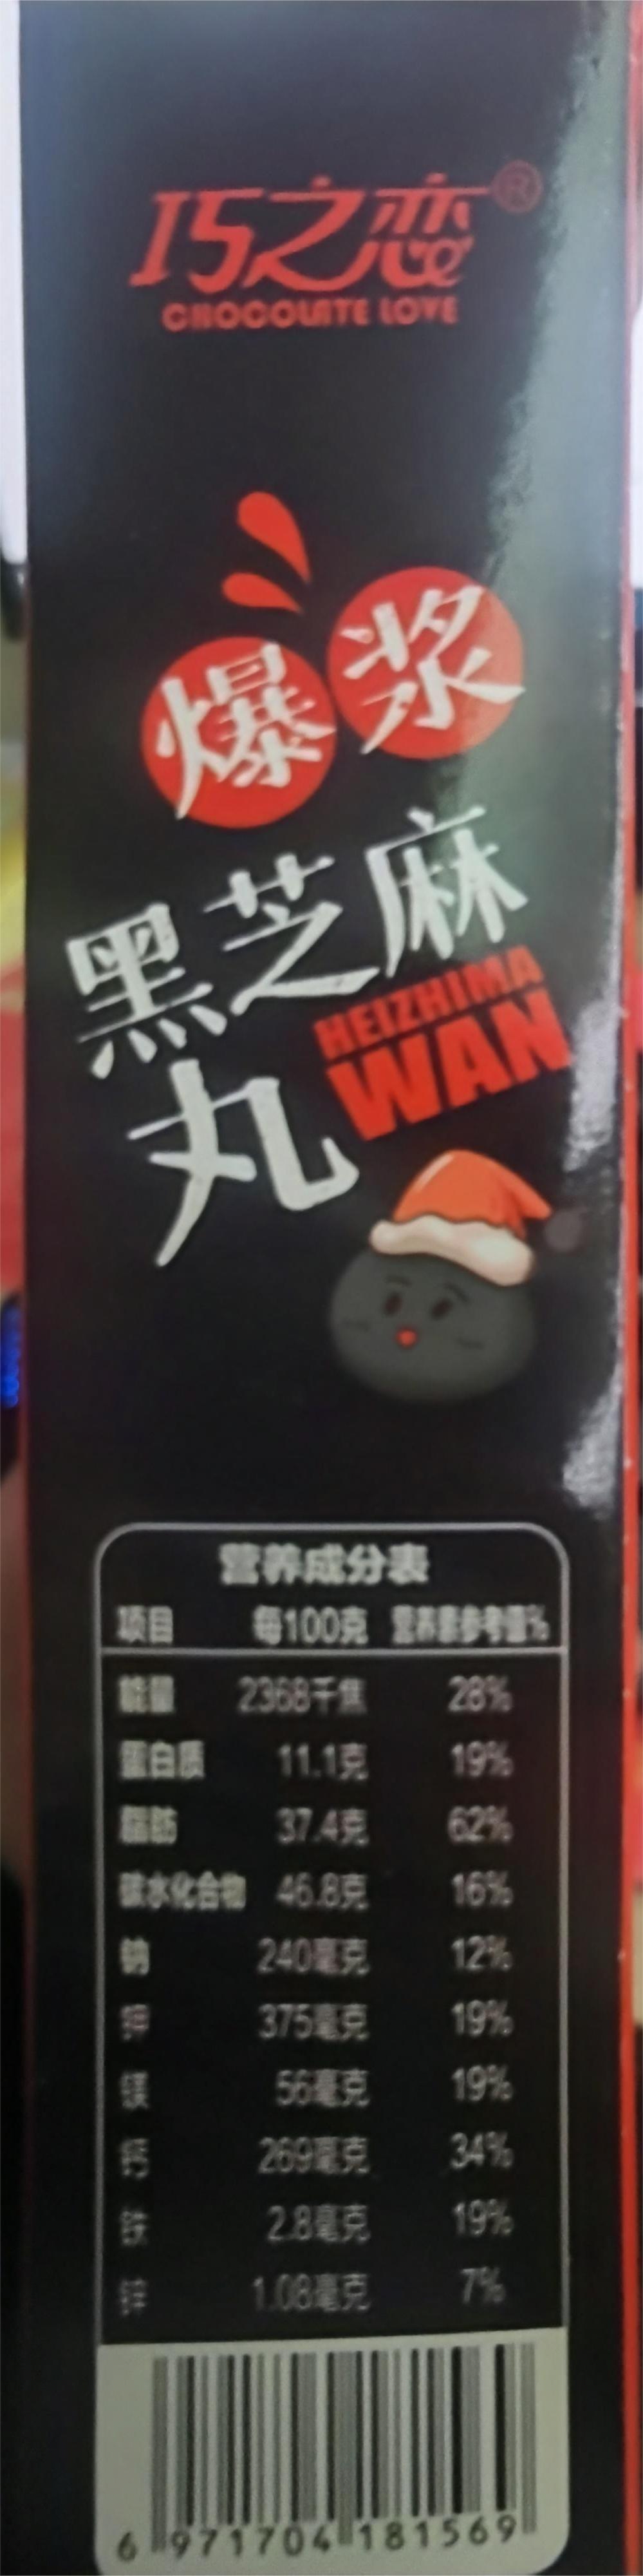 巧之恋®
CHOCOLATE LOVE
爆浆
黑芝麻
HEIZHIMA
WAN
丸
营养成分表
项目 每100克 营养素参考值%
能量 2368千焦 28%
蛋白质 11.1克 19%
脂肪 37.4克 62%
碳水化合物 46.8克 16%
钠 240毫克 12%
钾 375毫克 19%
镁 56毫克 19%
钙 269毫克 34%
铁 2.8毫克 19%
锌 1.08毫克 7%
6 971704 181569